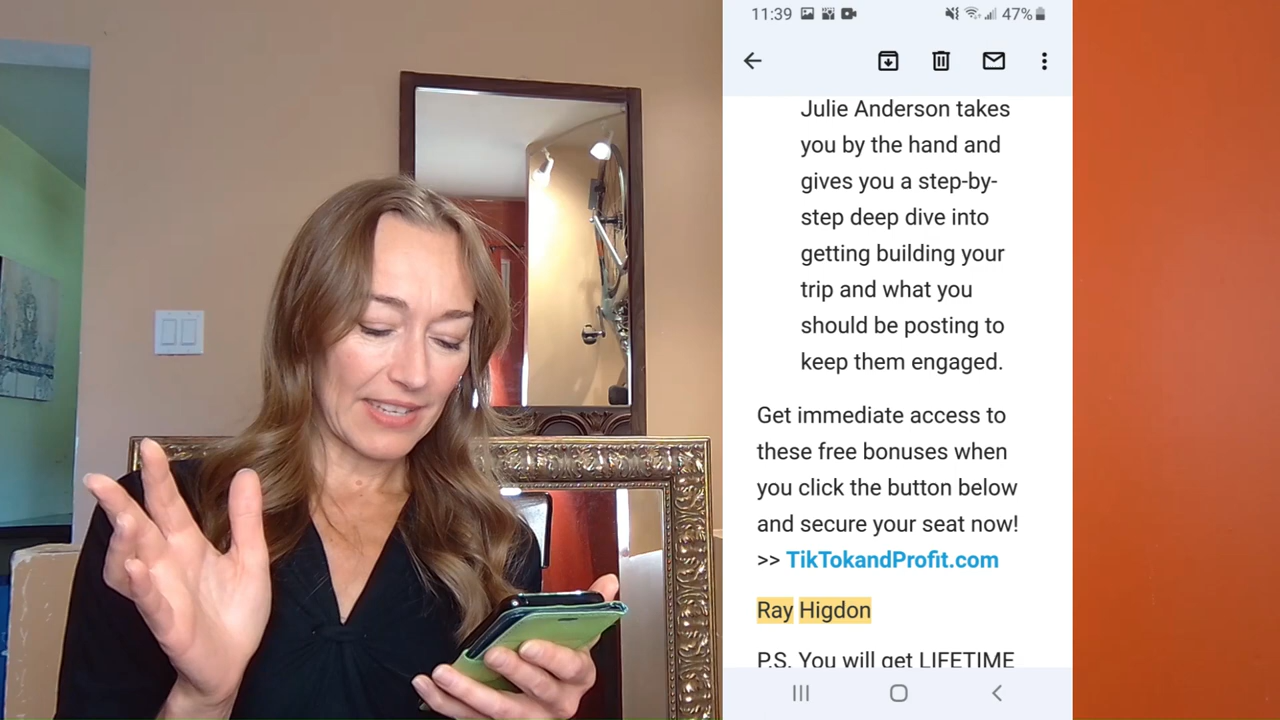 11:39
47%
Julie Anderson takes
you by the hand and
gives you a step-by-
step deep dive into
getting building your
trip and what you
should be posting to
keep them engaged.
Get immediate access to
these free bonuses when
you click the button below
and secure your seat now!
>> TikTokandProfit.com
Ray Higdon
P.S. You will get LIFETIME